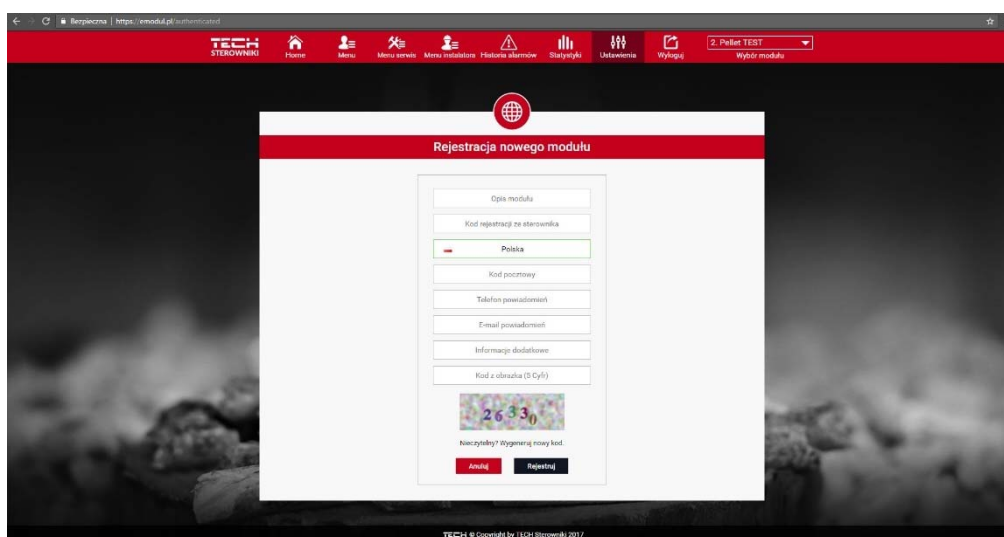 Bezpieczna | https://emodul.pl/authenticated
TECH
STEROWNIKI
Home
Menu
Menu serwis
Menu instalatora
Historia alarmów
Statystyki
Ustawienia
Wyloguj
2. Pellet TEST
Wybór modułu
Rejestracja nowego modułu
Opis modułu
Kod rejestracji ze sterownika
Polska
Kod pocztowy
Telefon powiadomień
E-mail powiadomień
Informacje dodatkowe
Kod z obrazka (5 Cyfr)
26330
Nieczytelny? Wygeneruj nowy kod.
Anuluj
Rejestruj
TECH © Copyright by TECH Sterowniki 2017